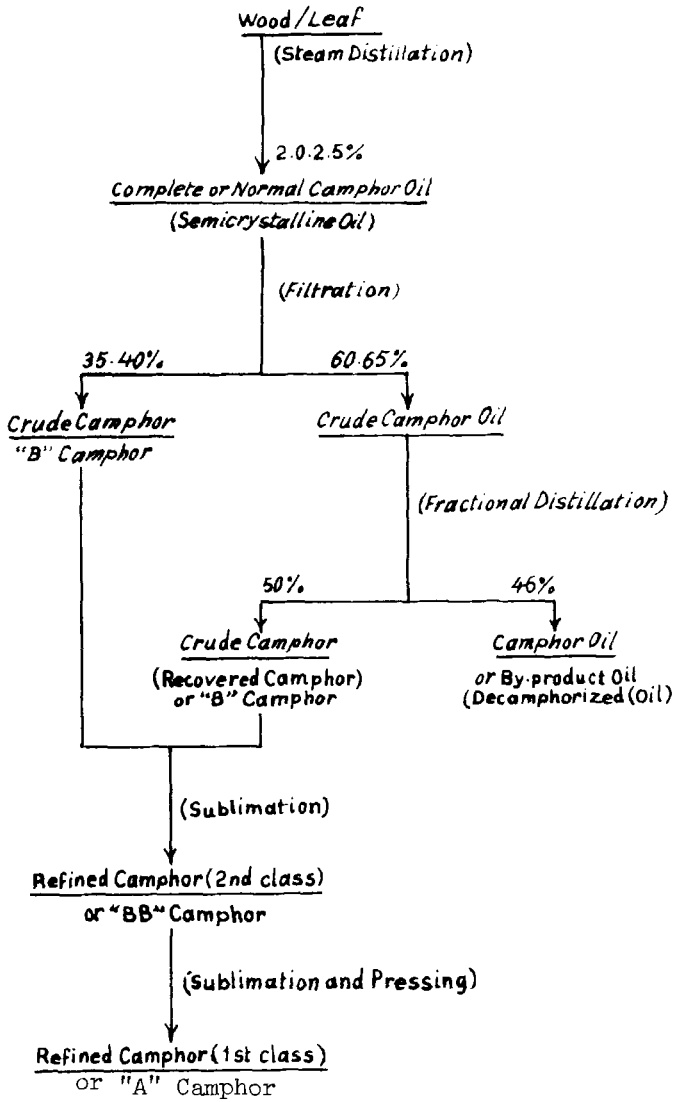 Wood/Leaf
(Steam Distillation)
2.0.2.5%
Complete or Normal Camphor Oil
(Semicrystalline Oil)
(Filtration)
35.40%
60.65%
Crude Camphor
"B" Camphor
Crude Camphor Oil
(Fractional Distillation)
50%
46%
Crude Camphor
(Recovered Camphor)
or "B" Camphor
Camphor Oil
or By-product Oil
(Decamphorized (Oil)
(Sublimation)
Refined Camphor (2nd class)
or "BB" Camphor
(Sublimation and Pressing)
Refined Camphor (1st class)
or "A" Camphor